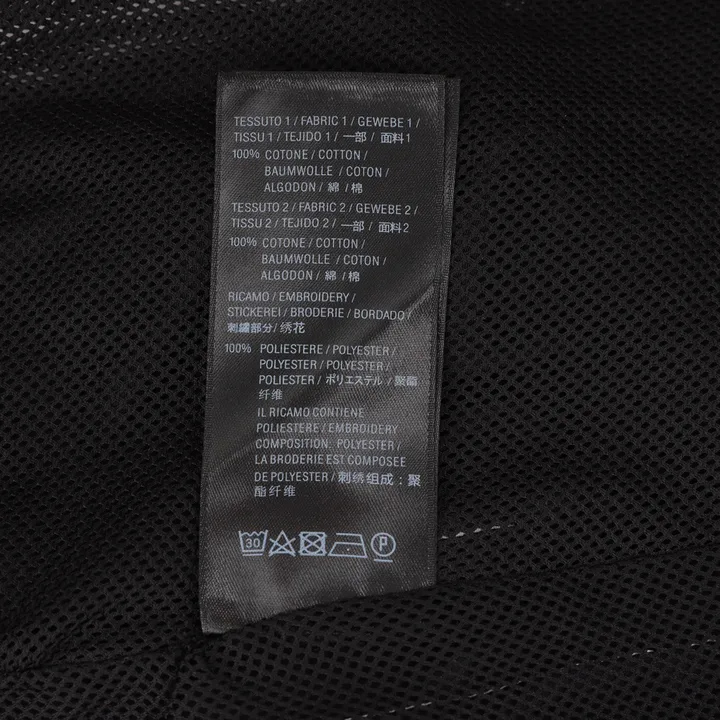 TESSUTO 1 / FABRIC 1 / GEWEBE 1 /
TISSU 1 / TEJIDO 1 / 一部 / 面料1
100% COTONE / COTTON /
BAUMWOLLE / COTON /
ALGODON / 綿 / 棉
TESSUTO 2 / FABRIC 2 / GEWEBE 2 /
TISSU 2 / TEJIDO 2 / 一部 / 面料2
100% COTONE / COTTON /
BAUMWOLLE / COTON /
ALGODON / 綿 / 棉
RICAMO / EMBROIDERY /
STICKEREI / BRODERIE / BORDADO /
刺繍部分 / 绣花
100% POLIESTERE / POLYESTER /
POLYESTER / POLYESTER /
POLIESTER / ポリエステル / 聚酯
纤维
IL RICAMO CONTIENE
POLIESTERE / EMBROIDERY
COMPOSITION: POLYESTER /
LA BRODERIE EST COMPOSEE
DE POLYESTER / 刺绣组成：聚
酯纤维
30 P